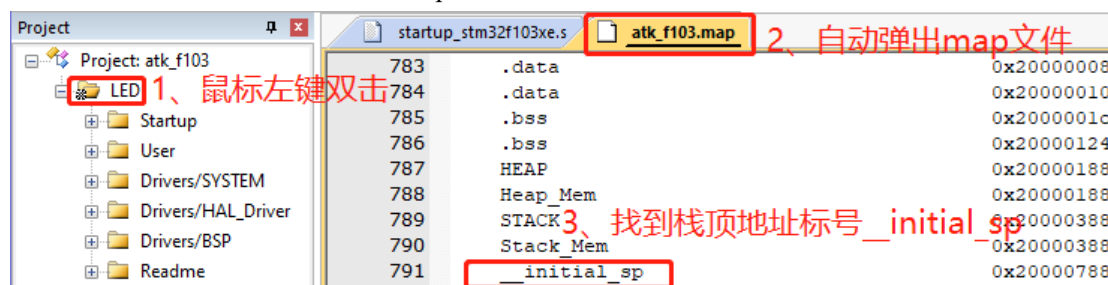 Project
startup_stm32f103xe.s
atk_f103.map
2、自动弹出map文件
Project: atk_f103
LED
1、鼠标左键双击
Startup
User
Drivers/SYSTEM
Drivers/HAL_Driver
Drivers/BSP
Readme
783 .data 0x20000008
784 .data 0x20000010
785 .bss 0x2000001c
786 .bss 0x20000124
787 HEAP 0x20000188
788 Heap_Mem 0x20000188
789 STACK 0x20000388
3、找到栈顶地址标号__initial_sp
790 Stack_Mem 0x20000388
791 __initial_sp 0x20000788